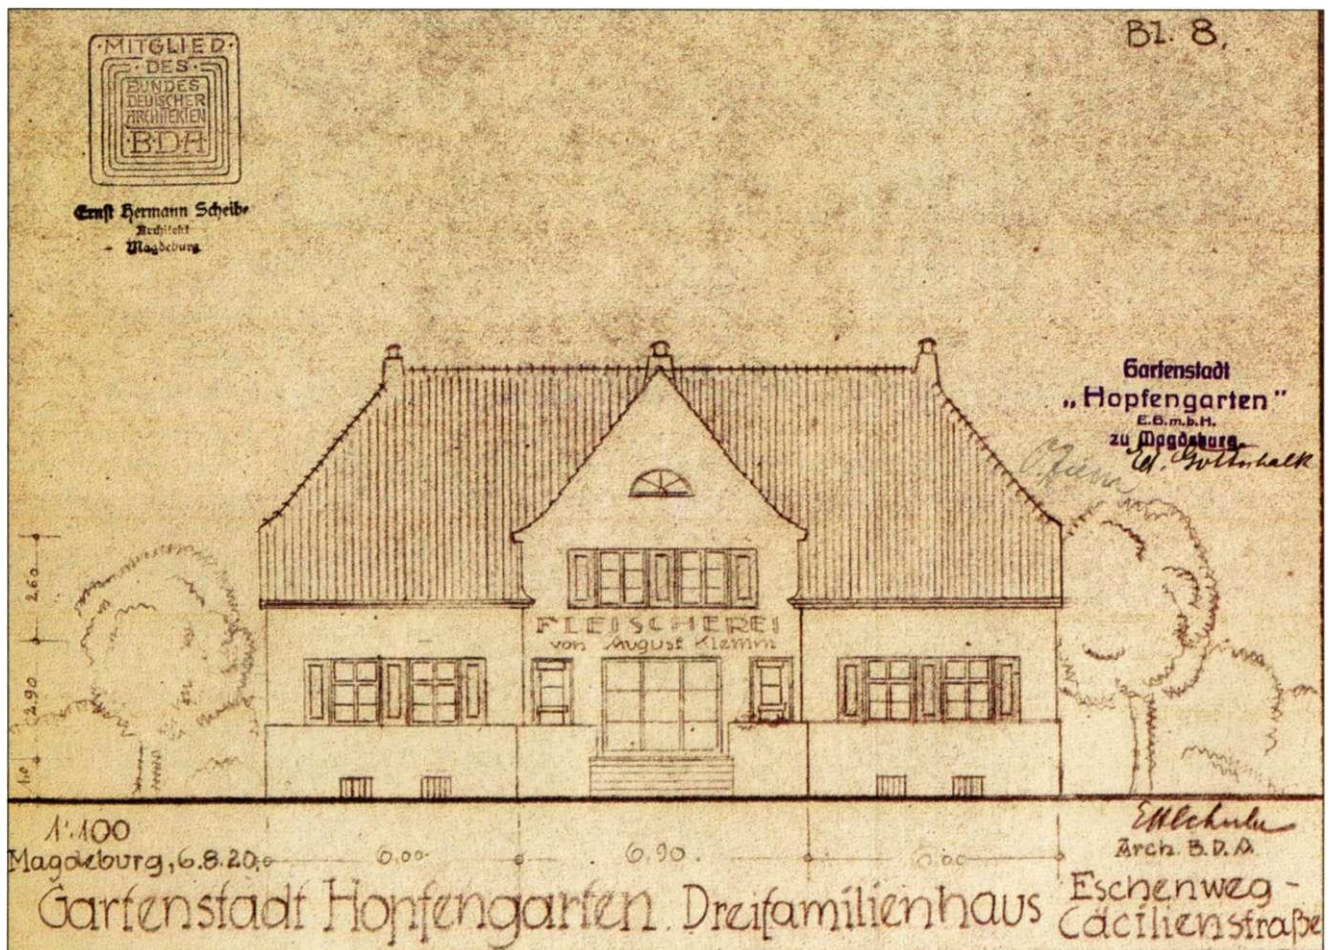 Bl. 8,
·MITGLIED·
·DES·
BUNDES
DEUTSCHER
ARCHITEKTEN
·B·D·A·
Ernst Hermann Scheibe
Architekt
Magdeburg
Gartenstadt
„Hopfengarten”
E.G.m.b.H.
zu Magdeburg
2.60
2.90
1.0
FLEISCHEREI
von August Klemm
1:100
Magdeburg, 6.8.20.
6.00
6.90.
6.00
Arch. B.D.A.
Gartenstadt Hopfengarten. Dreifamilienhaus
Eschenweg-
Cäcilienstraße